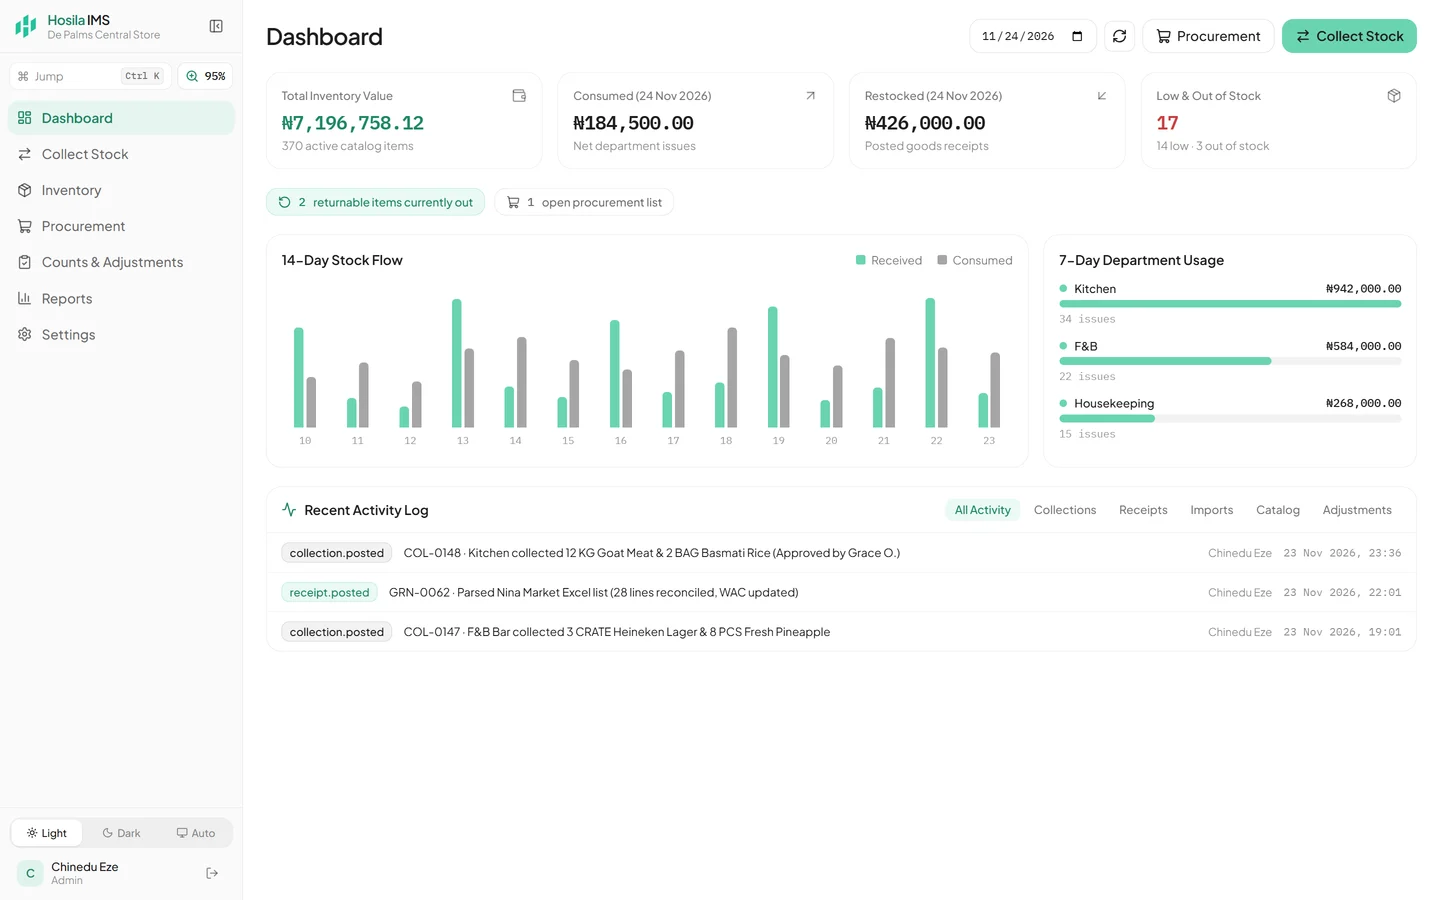 Hosila IMS
De Palms Central Store
⌘ Jump Ctrl K 95%
Dashboard
Collect Stock
Inventory
Procurement
Counts & Adjustments
Reports
Settings
Light Dark Auto
C Chinedu Eze
Admin
Dashboard 11/24/2026 Procurement Collect Stock
Total Inventory Value
₦7,196,758.12
370 active catalog items
Consumed (24 Nov 2026)
₦184,500.00
Net department issues
Restocked (24 Nov 2026)
₦426,000.00
Posted goods receipts
Low & Out of Stock
17
14 low · 3 out of stock
2 returnable items currently out 1 open procurement list
14-Day Stock Flow Received Consumed
10 11 12 13 14 15 16 17 18 19 20 21 22 23
7-Day Department Usage
Kitchen ₦942,000.00
34 issues
F&B ₦584,000.00
22 issues
Housekeeping ₦268,000.00
15 issues
Recent Activity Log All Activity Collections Receipts Imports Catalog Adjustments
collection.posted COL-0148 · Kitchen collected 12 KG Goat Meat & 2 BAG Basmati Rice (Approved by Grace O.) Chinedu Eze 23 Nov 2026, 23:36
receipt.posted GRN-0062 · Parsed Nina Market Excel list (28 lines reconciled, WAC updated) Chinedu Eze 23 Nov 2026, 22:01
collection.posted COL-0147 · F&B Bar collected 3 CRATE Heineken Lager & 8 PCS Fresh Pineapple Chinedu Eze 23 Nov 2026, 19:01